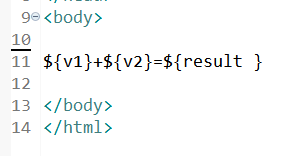 9 <body>
10
11 ${v1}+${v2}=${result }
12
13 </body>
14 </html>